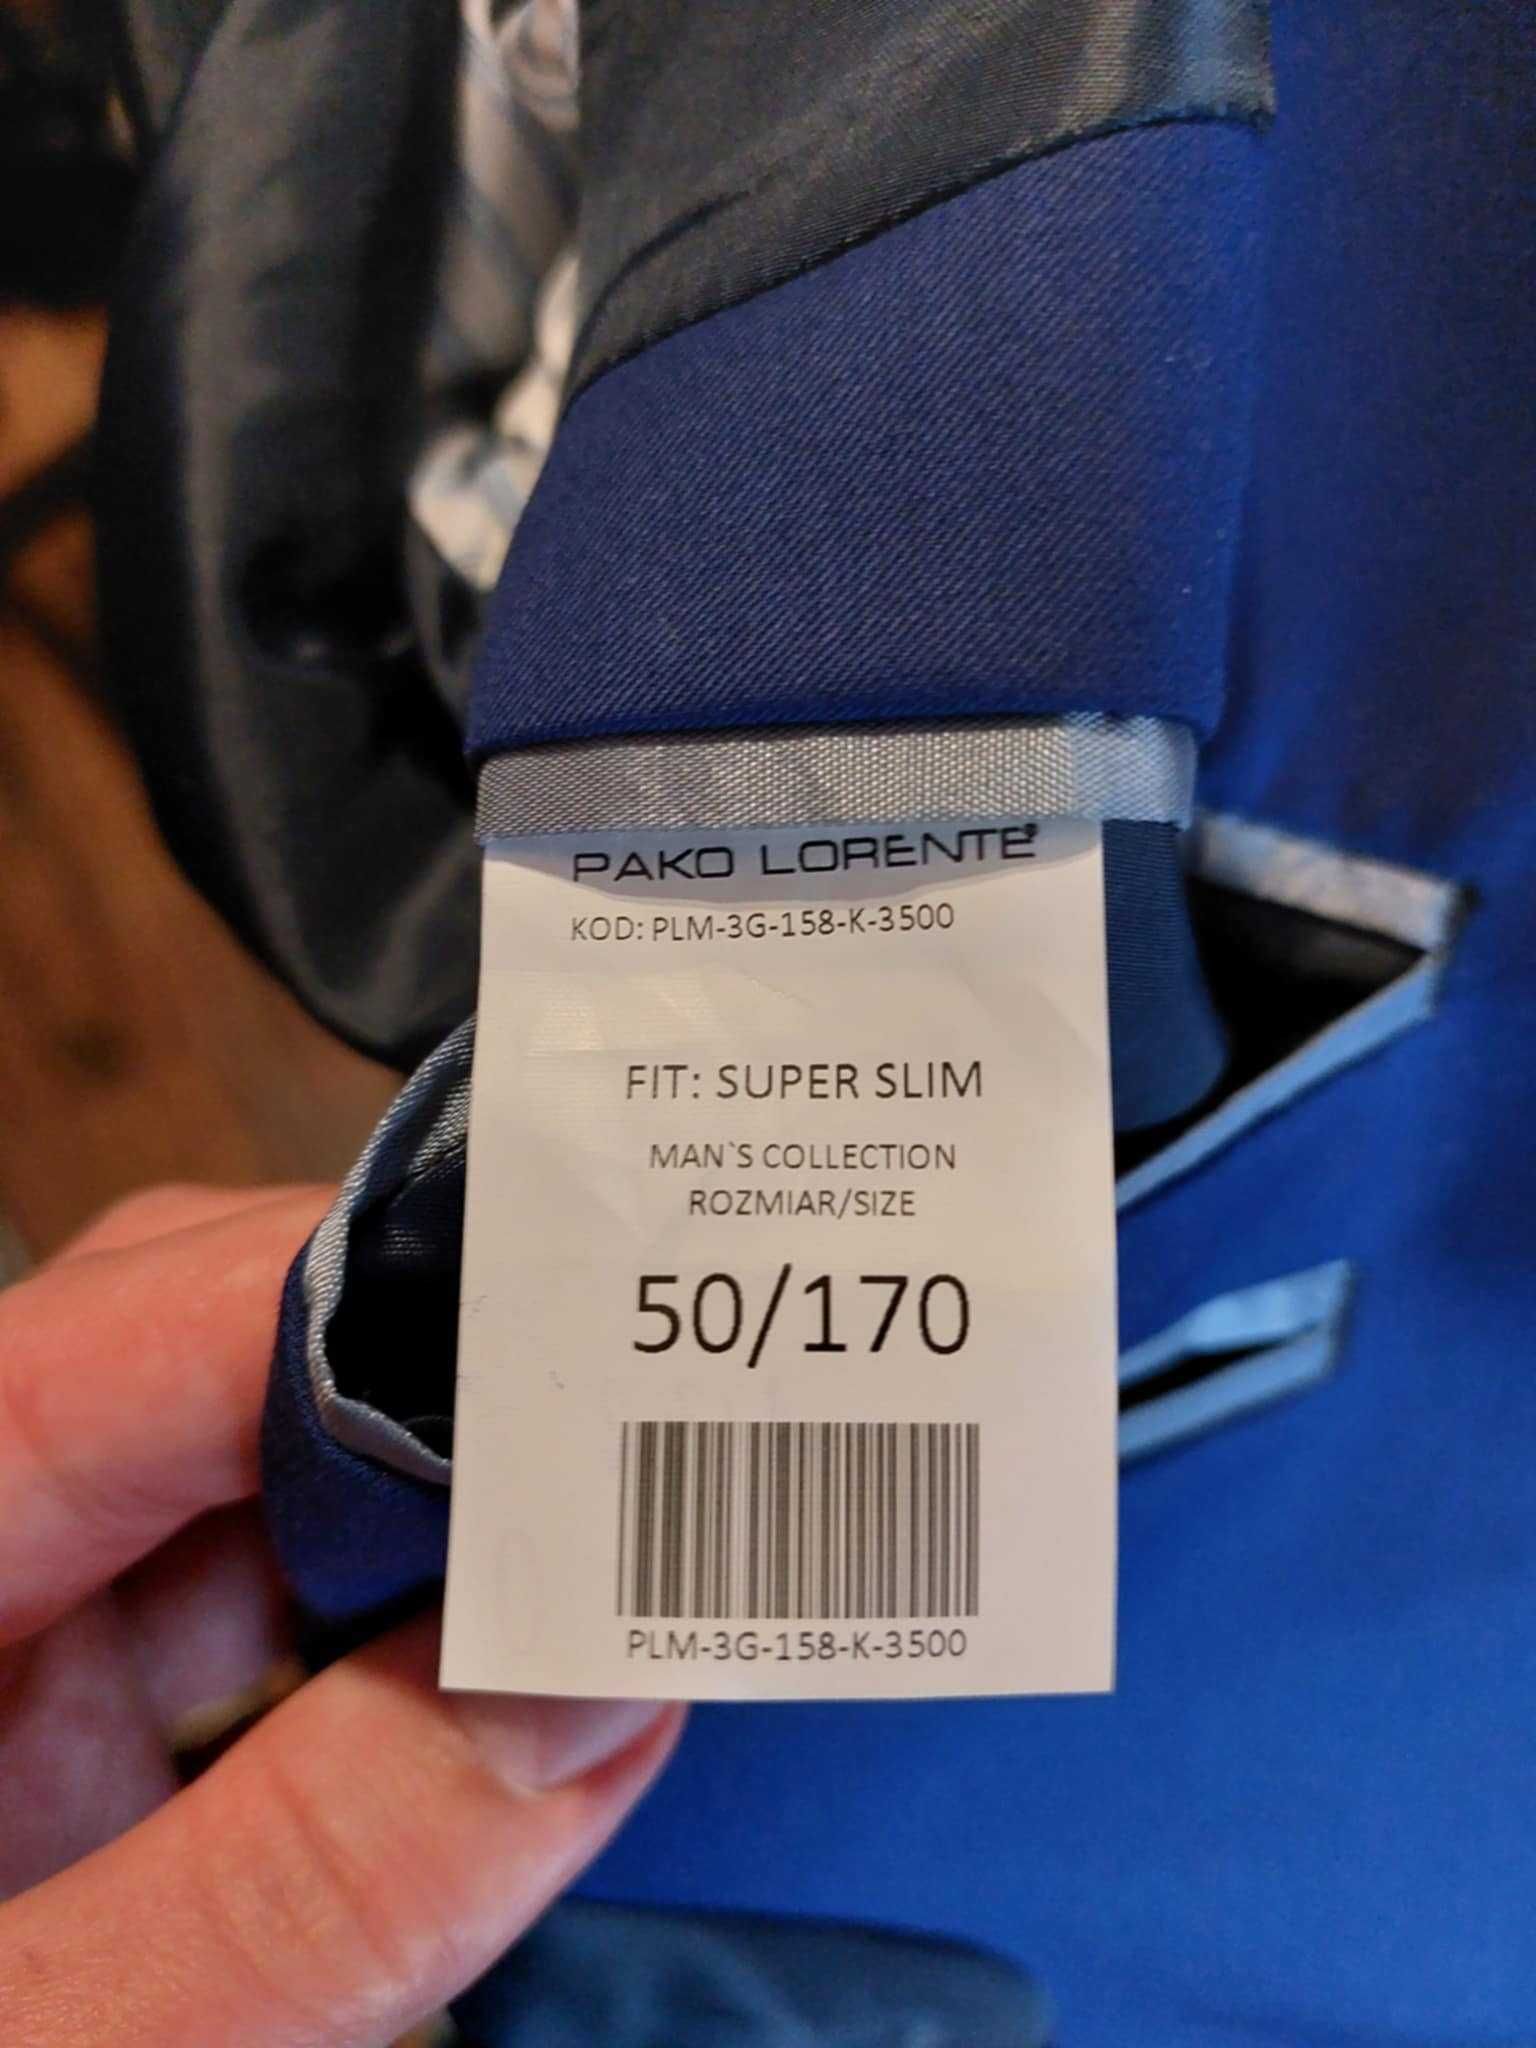 PAKO LORENTE®
KOD: PLM-3G-158-K-3500
FIT: SUPER SLIM
MAN`S COLLECTION
ROZMIAR/SIZE
50/170
PLM-3G-158-K-3500